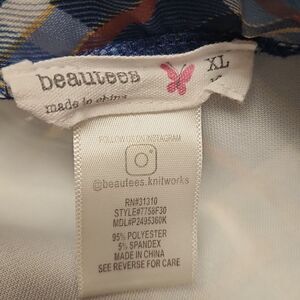 beautees
XL
made in china
FOLLOW US ON INSTAGRAM
@beautees.knitworks
RN#31310
STYLE#7758F30
MDL#P2495360K
95% POLYESTER
5% SPANDEX
MADE IN CHINA
SEE REVERSE FOR CARE